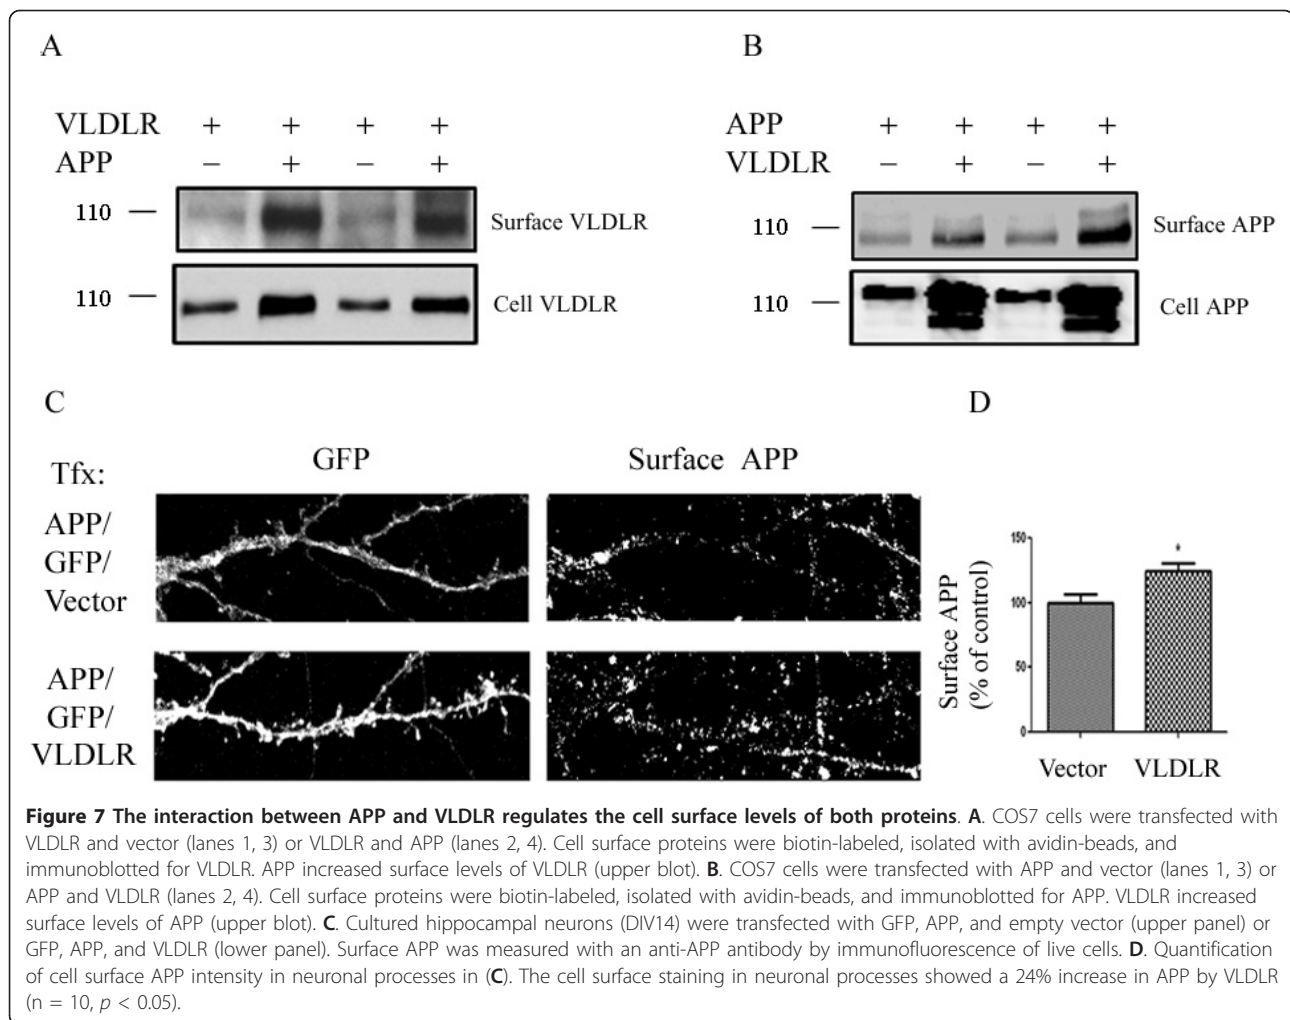 A
VLDLR + + + +
APP − + − +
110 — Surface VLDLR
110 — Cell VLDLR
B
APP + + + +
VLDLR − + − +
110 — Surface APP
110 — Cell APP
C
Tfx: GFP Surface APP
APP/
GFP/
Vector
APP/
GFP/
VLDLR
D
Surface APP
(% of control)
150
100
50
0
*
Vector VLDLR
Figure 7 The interaction between APP and VLDLR regulates the cell surface levels of both proteins. A. COS7 cells were transfected with
VLDLR and vector (lanes 1, 3) or VLDLR and APP (lanes 2, 4). Cell surface proteins were biotin-labeled, isolated with avidin-beads, and
immunoblotted for VLDLR. APP increased surface levels of VLDLR (upper blot). B. COS7 cells were transfected with APP and vector (lanes 1, 3) or
APP and VLDLR (lanes 2, 4). Cell surface proteins were biotin-labeled, isolated with avidin-beads, and immunoblotted for APP. VLDLR increased
surface levels of APP (upper blot). C. Cultured hippocampal neurons (DIV14) were transfected with GFP, APP, and empty vector (upper panel) or
GFP, APP, and VLDLR (lower panel). Surface APP was measured with an anti-APP antibody by immunofluorescence of live cells. D. Quantification
of cell surface APP intensity in neuronal processes in (C). The cell surface staining in neuronal processes showed a 24% increase in APP by VLDLR
(n = 10, p < 0.05).